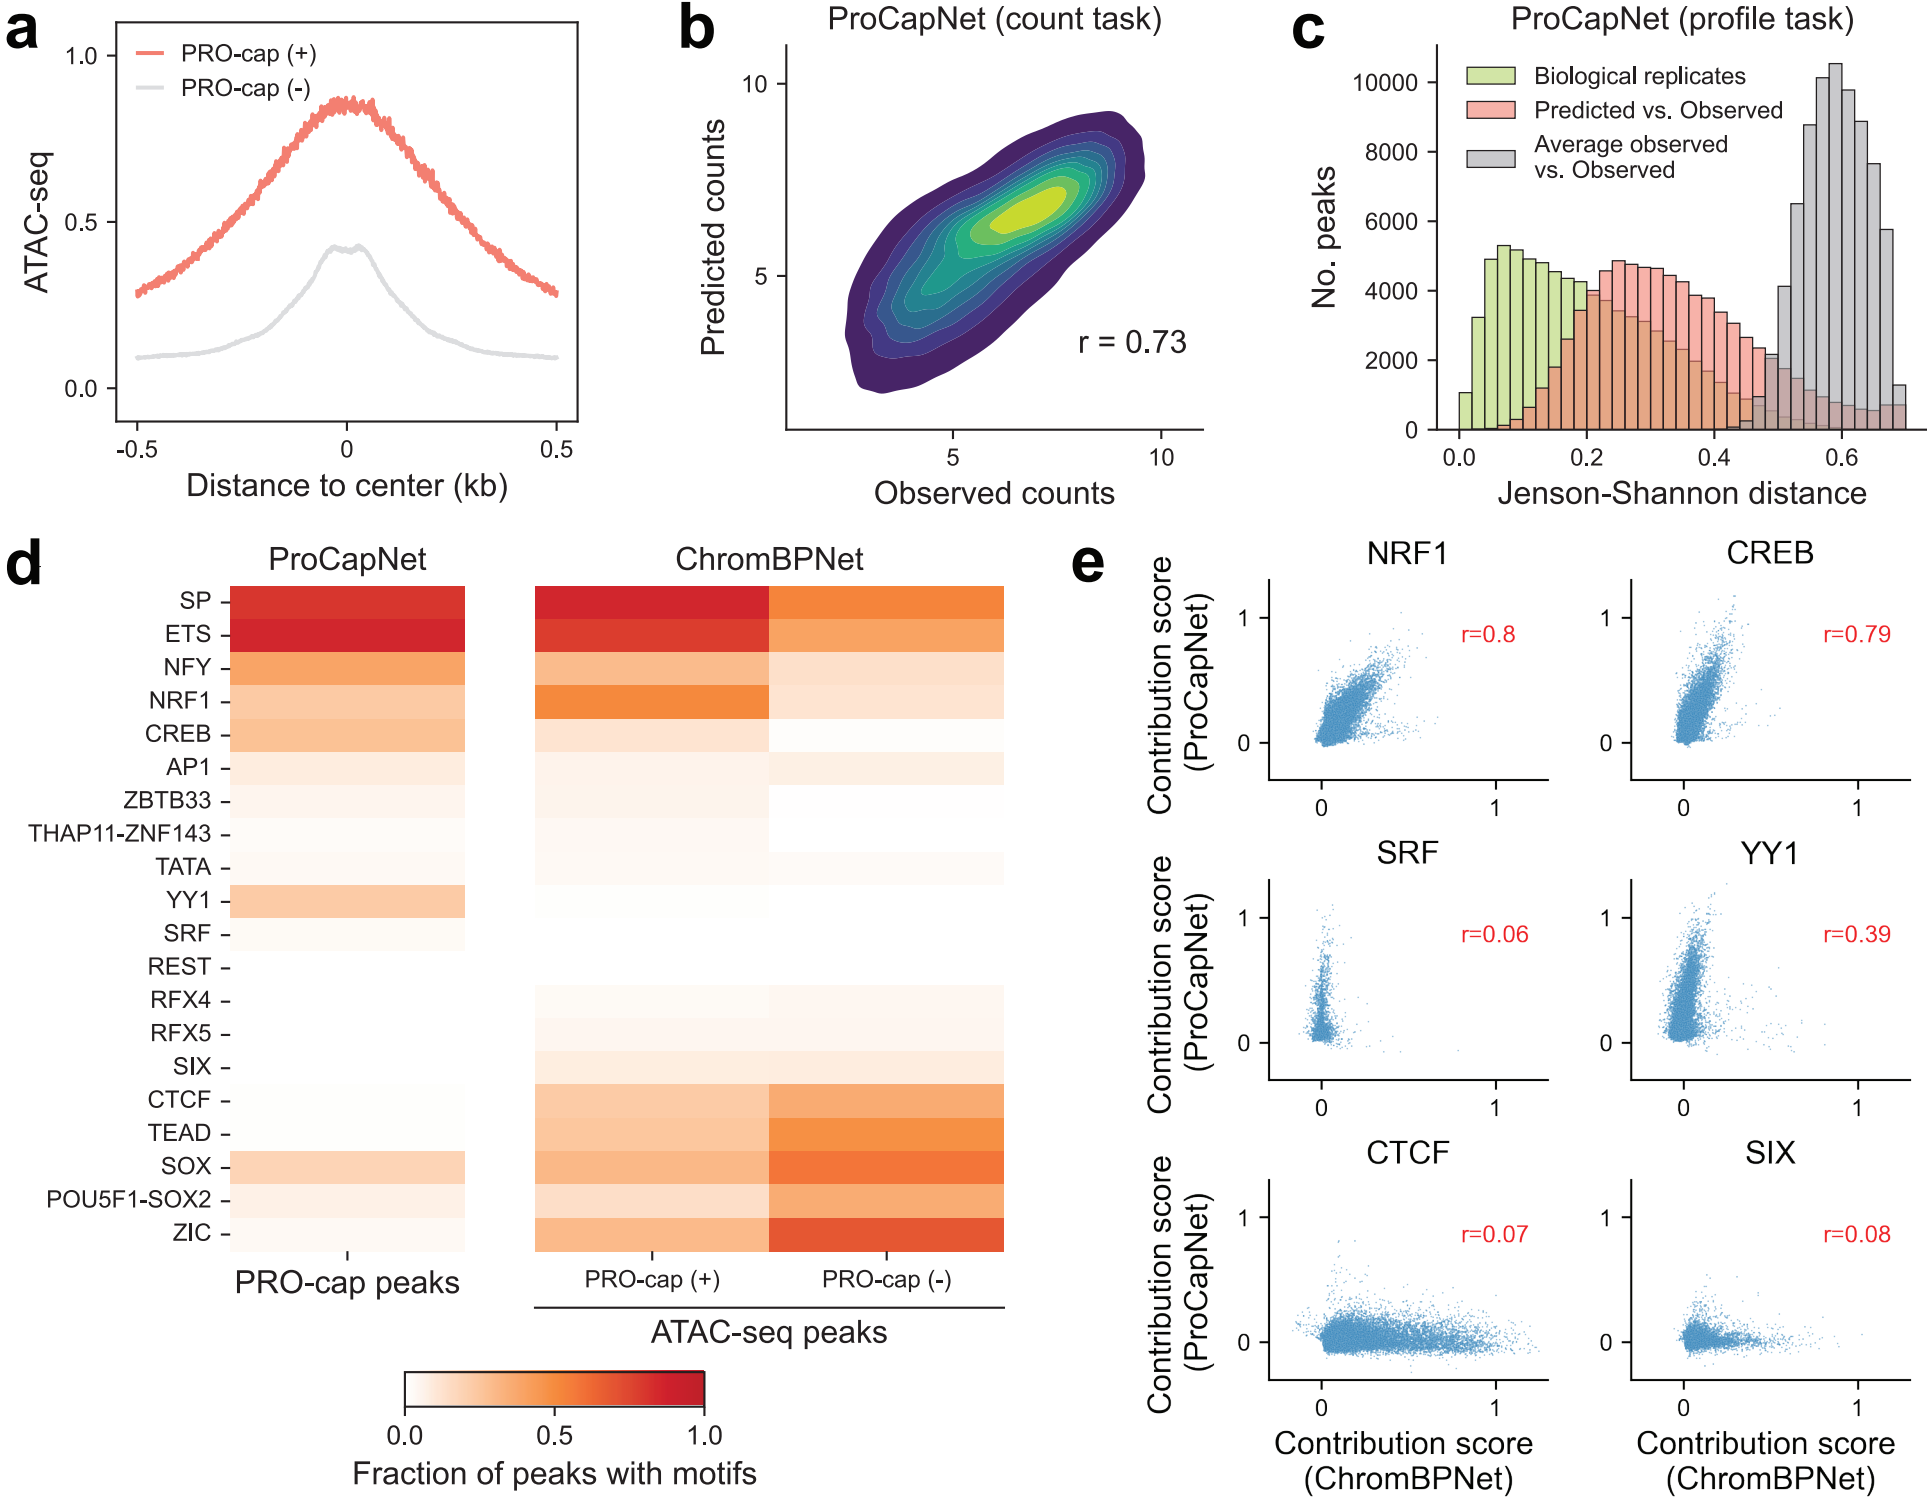 a
PRO-cap (+)
PRO-cap (-)
1.0
0.5
0.0
ATAC-seq
-0.5
0
0.5
Distance to center (kb)
b
ProCapNet (count task)
10
5
Predicted counts
r = 0.73
5
10
Observed counts
c
ProCapNet (profile task)
Biological replicates
Predicted vs. Observed
Average observed
vs. Observed
10000
8000
6000
4000
2000
0
No. peaks
0.0
0.2
0.4
0.6
Jenson-Shannon distance
d
ProCapNet
ChromBPNet
SP
ETS
NFY
NRF1
CREB
AP1
ZBTB33
THAP11-ZNF143
TATA
YY1
SRF
REST
RFX4
RFX5
SIX
CTCF
TEAD
SOX
POU5F1-SOX2
ZIC
PRO-cap peaks
PRO-cap (+)
PRO-cap (-)
ATAC-seq peaks
0.0
0.5
1.0
Fraction of peaks with motifs
e
NRF1
Contribution score
(ProCapNet)
1
0
r=0.8
0
1
CREB
1
0
r=0.79
0
1
SRF
Contribution score
(ProCapNet)
1
0
r=0.06
0
1
YY1
1
0
r=0.39
0
1
CTCF
Contribution score
(ProCapNet)
1
0
r=0.07
0
1
Contribution score
(ChromBPNet)
SIX
1
0
r=0.08
0
1
Contribution score
(ChromBPNet)